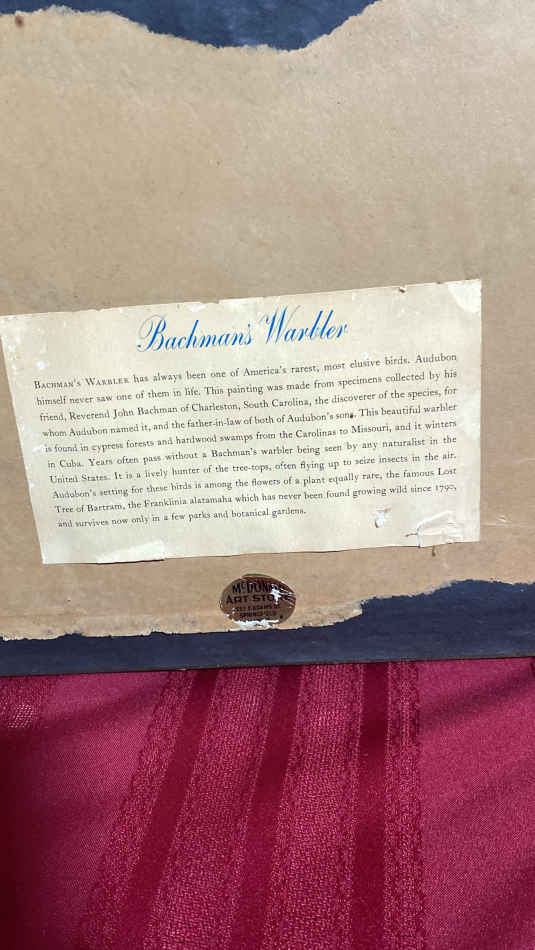 Bachman's Warbler
BACHMAN'S WARBLER has always been one of America's rarest, most elusive birds. Audubon
himself never saw one of them in life. This painting was made from specimens collected by his
friend, Reverend John Bachman of Charleston, South Carolina, the discoverer of the species, for
whom Audubon named it, and the father-in-law of both of Audubon's sons. This beautiful warbler
is found in cypress forests and hardwood swamps from the Carolinas to Missouri, and it winters
in Cuba. Years often pass without a Bachman's warbler being seen by any naturalist in the
United States. It is a lively hunter of the tree-tops, often flying up to seize insects in the air.
Audubon's setting for these birds is among the flowers of a plant equally rare, the famous Lost
Tree of Bartram, the Franklinia alatamaha which has never been found growing wild since 1790,
and survives now only in a few parks and botanical gardens.
ART
SPRINGFIELD